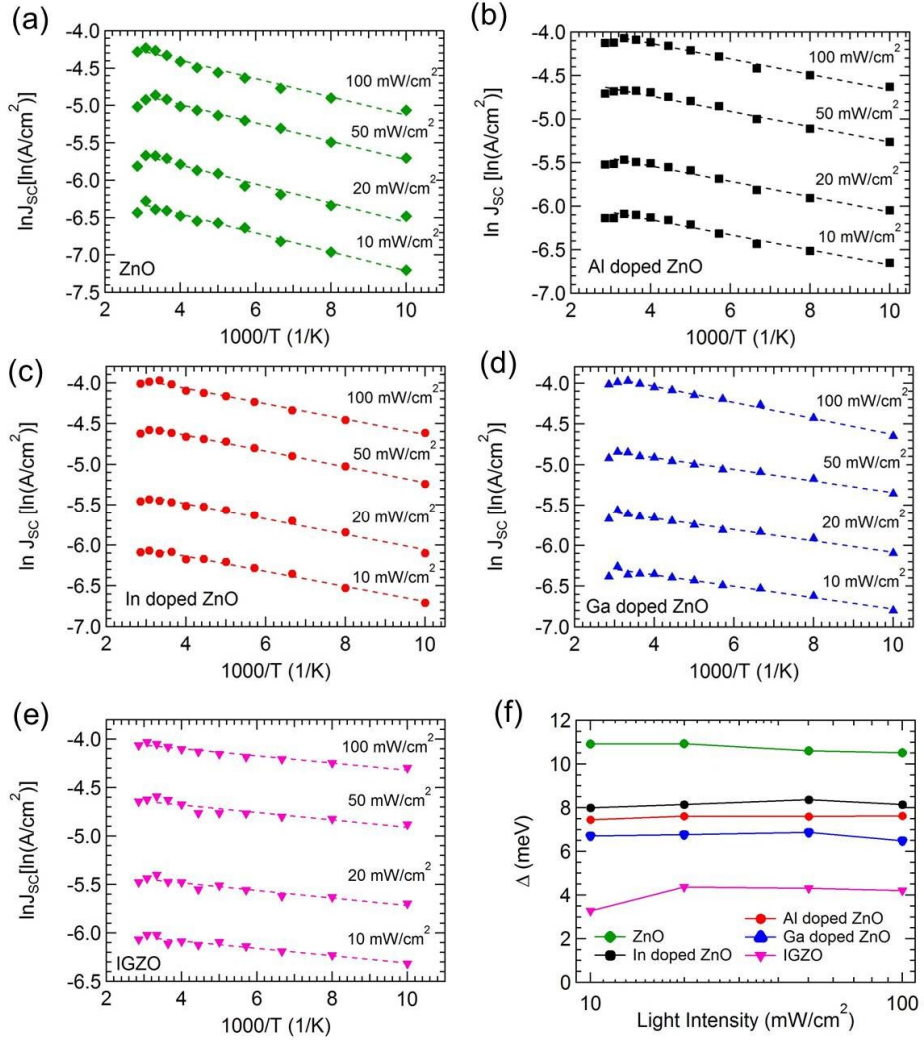 (a)
-4.0
-4.5
-5.0
-5.5
-6.0
-6.5
-7.0
-7.5
lnJSC[ln(A/cm2)]
100 mW/cm2
50 mW/cm2
20 mW/cm2
10 mW/cm2
ZnO
2 4 6 8 10
1000/T (1/K)
(b)
-4.0
-4.5
-5.0
-5.5
-6.0
-6.5
-7.0
ln JSC [ln(A/cm2)]
100 mW/cm2
50 mW/cm2
20 mW/cm2
10 mW/cm2
Al doped ZnO
2 4 6 8 10
1000/T (1/K)
(c)
-4.0
-4.5
-5.0
-5.5
-6.0
-6.5
-7.0
ln JSC [ln(A/cm2)]
100 mW/cm2
50 mW/cm2
20 mW/cm2
10 mW/cm2
In doped ZnO
2 4 6 8 10
1000/T (1/K)
(d)
-4.0
-4.5
-5.0
-5.5
-6.0
-6.5
-7.0
ln JSC [ln(A/cm2)]
100 mW/cm2
50 mW/cm2
20 mW/cm2
10 mW/cm2
Ga doped ZnO
2 4 6 8 10
1000/T (1/K)
(e)
-4.0
-4.5
-5.0
-5.5
-6.0
-6.5
lnJSC[ln(A/cm2)]
100 mW/cm2
50 mW/cm2
20 mW/cm2
10 mW/cm2
IGZO
2 4 6 8 10
1000/T (1/K)
(f)
12
10
8
6
4
2
0
Δ (meV)
ZnO
In doped ZnO
Al doped ZnO
Ga doped ZnO
IGZO
10 100
Light Intensity (mW/cm2)